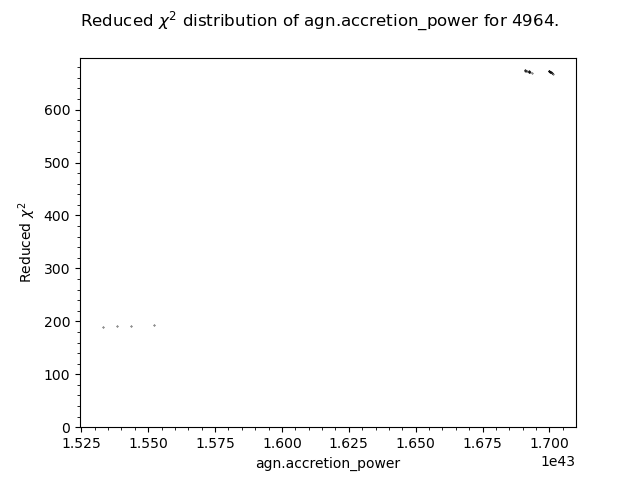 Reduced χ² distribution of agn.accretion_power for 4964.
600
500
400
300
200
100
0
Reduced χ²
1.525 1.550 1.575 1.600 1.625 1.650 1.675 1.700
1e43
agn.accretion_power